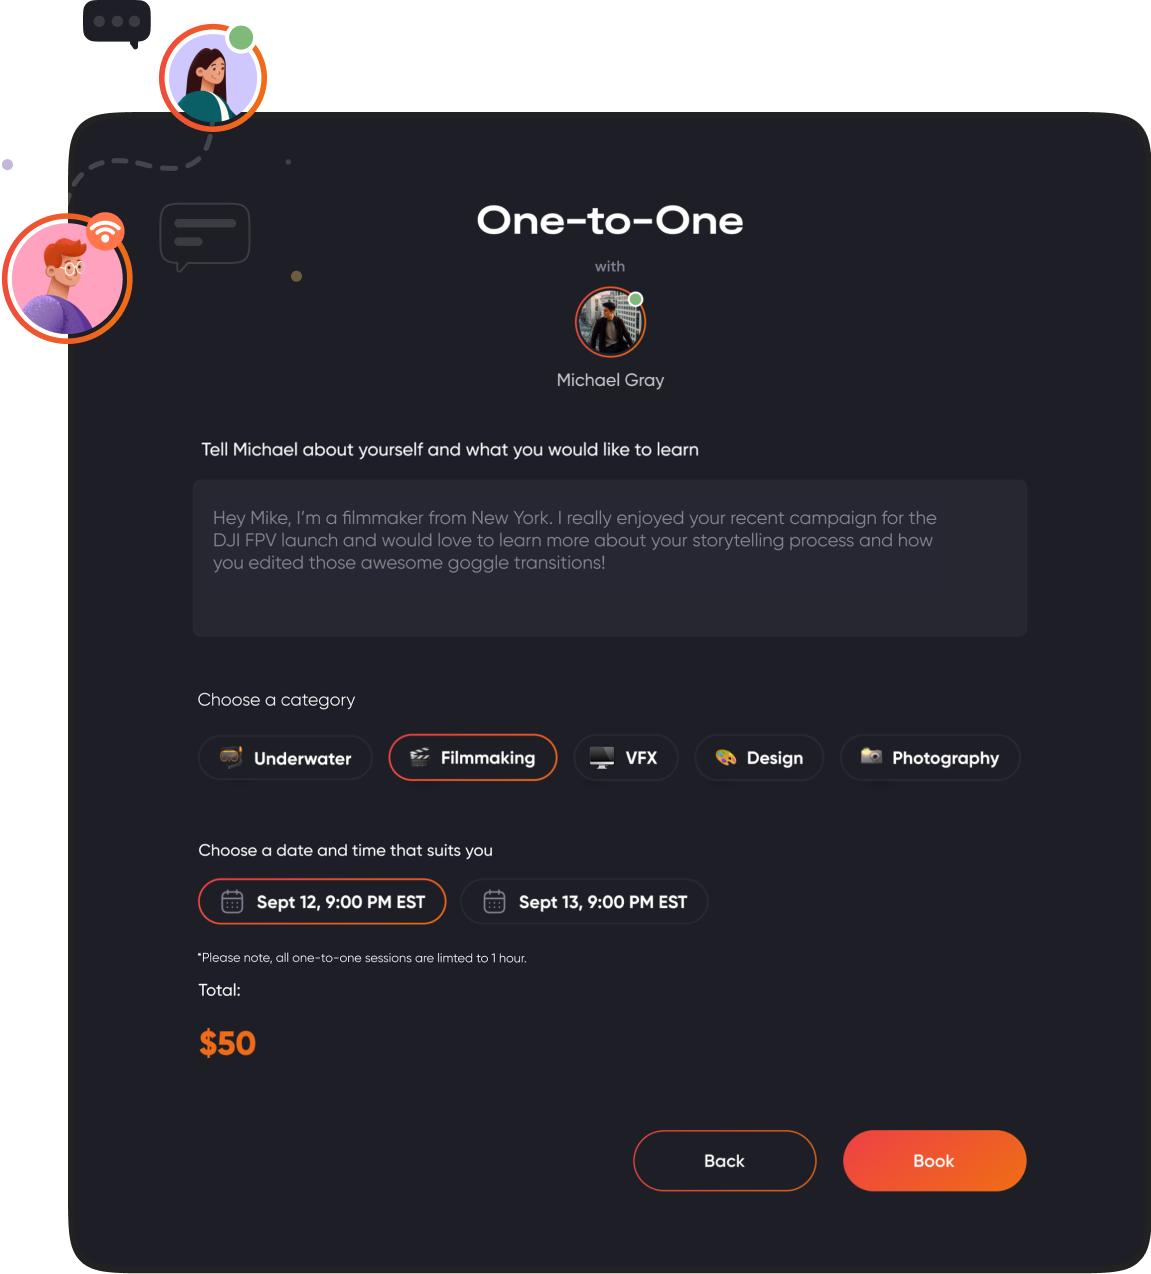 One-to-One
with
Michael Gray
Tell Michael about yourself and what you would like to learn
Hey Mike, I’m a filmmaker from New York. I really enjoyed your recent campaign for the
DJI FPV launch and would love to learn more about your storytelling process and how
you edited those awesome goggle transitions!
Choose a category
Underwater Filmmaking VFX Design Photography
Choose a date and time that suits you
Sept 12, 9:00 PM EST Sept 13, 9:00 PM EST
*Please note, all one-to-one sessions are limted to 1 hour.
Total:
$50
Back Book